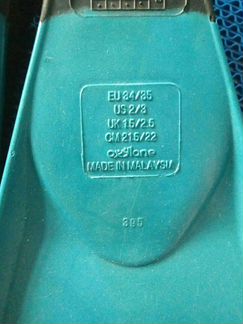 EU 34/35
US 2/3
UK 1.5/2.5
CM 21.5/22
oxylane
MADE IN MALAYSIA
395